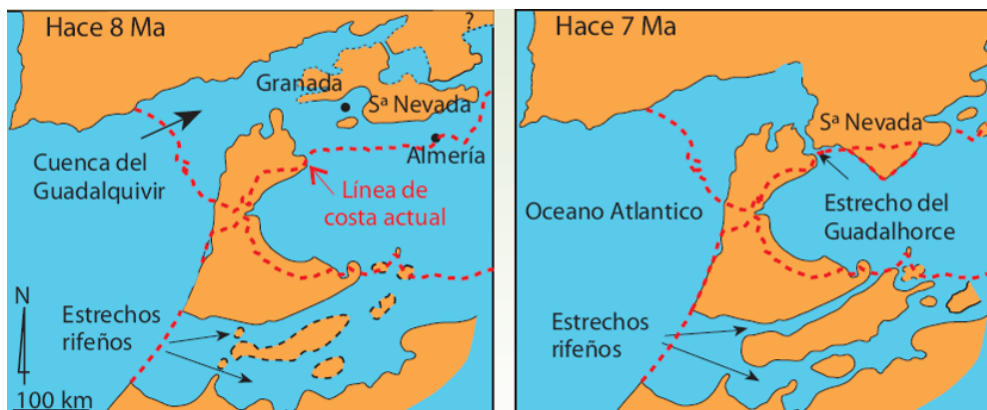 Hace 8 Ma
?
Granada
Sª Nevada
Almería
Cuenca del
Guadalquivir
Línea de
costa actual
N
Estrechos
rifeños
100 km
Hace 7 Ma
Sª Nevada
Oceano Atlantico
Estrecho del
Guadalhorce
Estrechos
rifeños